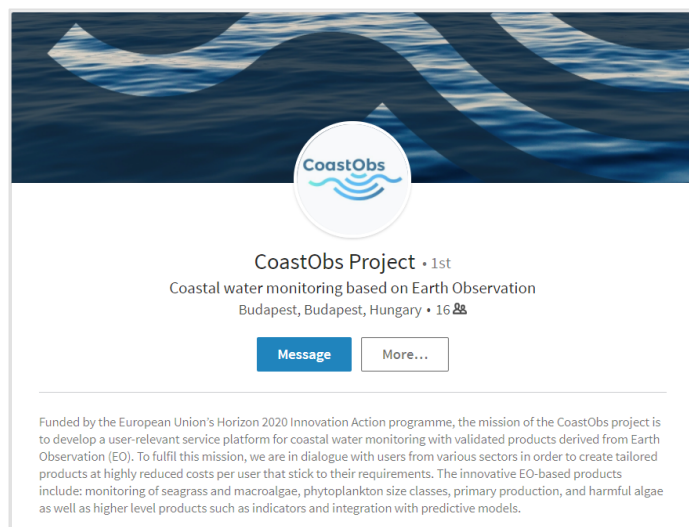 CoastObs
CoastObs Project • 1st
Coastal water monitoring based on Earth Observation
Budapest, Budapest, Hungary • 16
Message More...
Funded by the European Union's Horizon 2020 Innovation Action programme, the mission of the CoastObs project is
to develop a user-relevant service platform for coastal water monitoring with validated products derived from Earth
Observation (EO). To fulfil this mission, we are in dialogue with users from various sectors in order to create tailored
products at highly reduced costs per user that stick to their requirements. The innovative EO-based products
include: monitoring of seagrass and macroalgae, phytoplankton size classes, primary production, and harmful algae
as well as higher level products such as indicators and integration with predictive models.